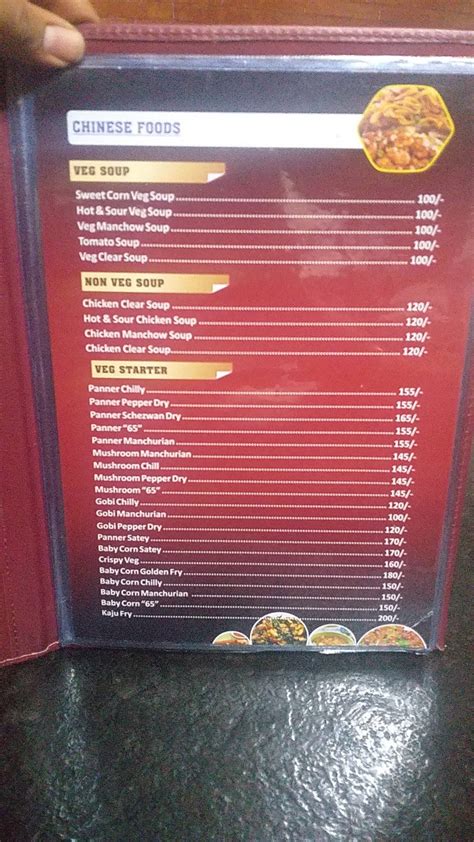 CHINESE FOODS
VEG SOUP
Sweet Corn Veg Soup 100/-
Hot & Sour Veg Soup 100/-
Veg Manchow Soup 100/-
Tomato Soup 100/-
Veg Clear Soup 100/-
NON VEG SOUP
Chicken Clear Soup 120/-
Hot & Sour Chicken Soup 120/-
Chicken Manchow Soup 120/-
Chicken Clear Soup 120/-
VEG STARTER
Panner Chilly 155/-
Panner Pepper Dry 155/-
Panner Schezwan Dry 165/-
Panner "65" 155/-
Panner Manchurian 155/-
Mushroom Manchurian 145/-
Mushroom Chill 145/-
Mushroom Pepper Dry 145/-
Mushroom "65" 145/-
Gobi Chilly 120/-
Gobi Manchurian 100/-
Gobi Pepper Dry 120/-
Panner Satey 170/-
Baby Corn Satey 170/-
Crispy Veg 160/-
Baby Corn Golden Fry 180/-
Baby Corn Chilly 150/-
Baby Corn Manchurian 150/-
Baby Corn "65" 150/-
Kaju Fry 200/-